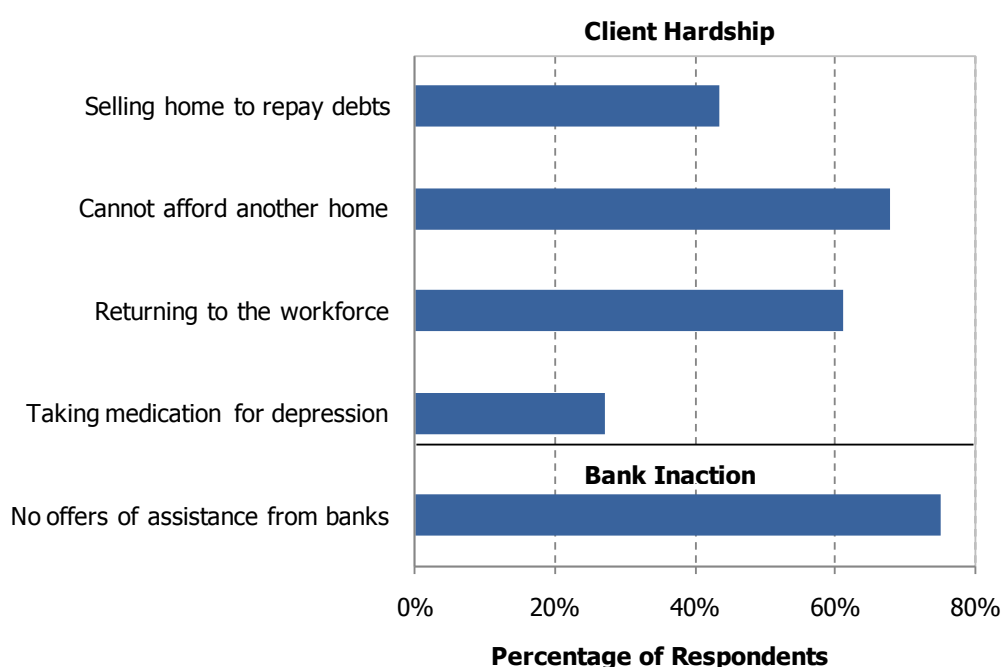 Client Hardship
Selling home to repay debts
Cannot afford another home
Returning to the workforce
Taking medication for depression
Bank Inaction
No offers of assistance from banks
0% 20% 40% 60% 80%
Percentage of Respondents